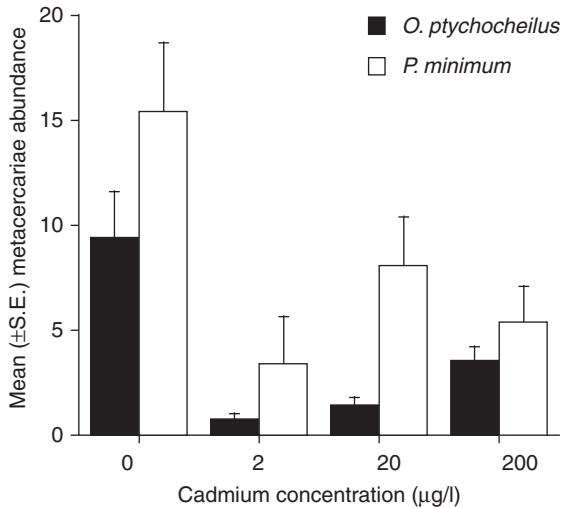 20
O. ptychocheilus
P. minimum
15
10
5
0
Mean (±S.E.) metacercariae abundance
0 2 20 200
Cadmium concentration (μg/l)